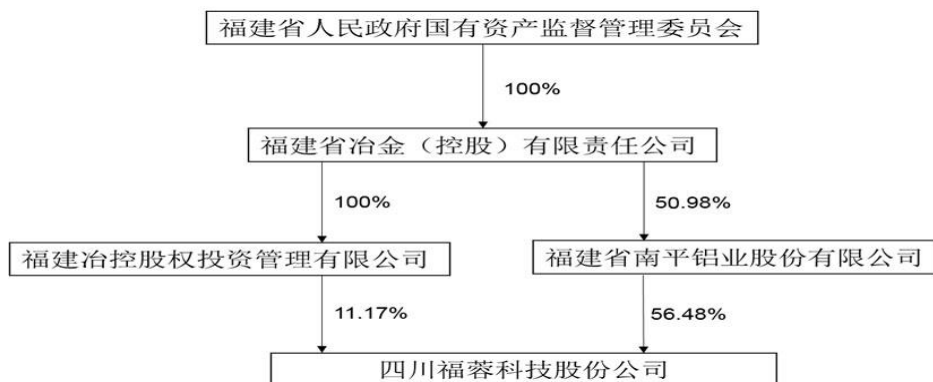 福建省人民政府国有资产监督管理委员会
100%
福建省冶金（控股）有限责任公司
100%
50.98%
福建冶控股权投资管理有限公司
福建省南平铝业股份有限公司
11.17%
56.48%
四川福蓉科技股份公司